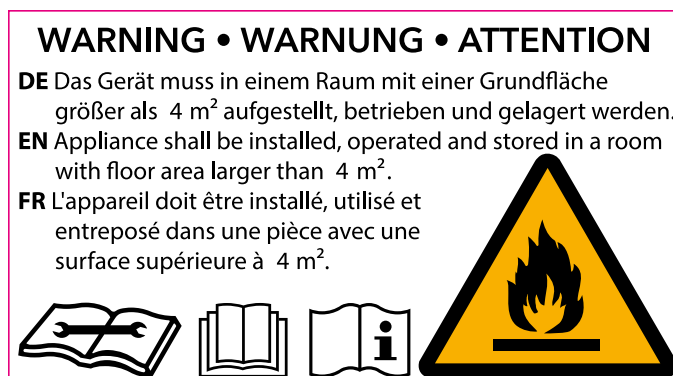 WARNING • WARNUNG • ATTENTION
DE Das Gerät muss in einem Raum mit einer Grundfläche
größer als 4 m² aufgestellt, betrieben und gelagert werden.
EN Appliance shall be installed, operated and stored in a room
with floor area larger than 4 m².
FR L'appareil doit être installé, utilisé et
entreposé dans une pièce avec une
surface supérieure à 4 m².
i